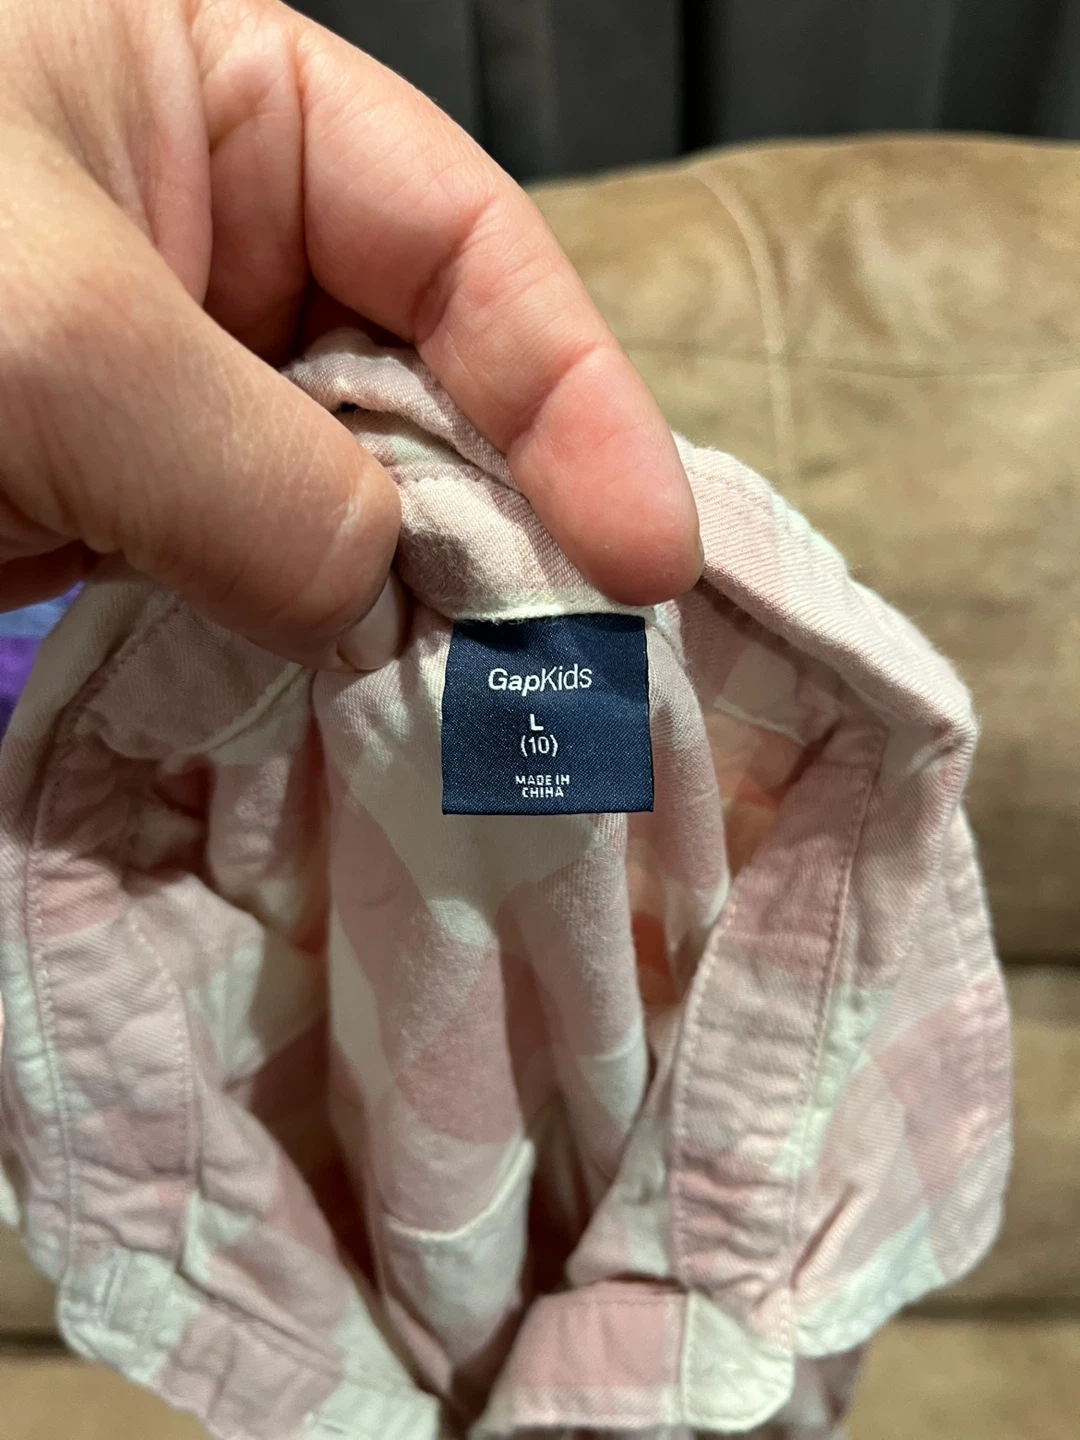 GapKids
L
(10)
MADE IN
CHINA